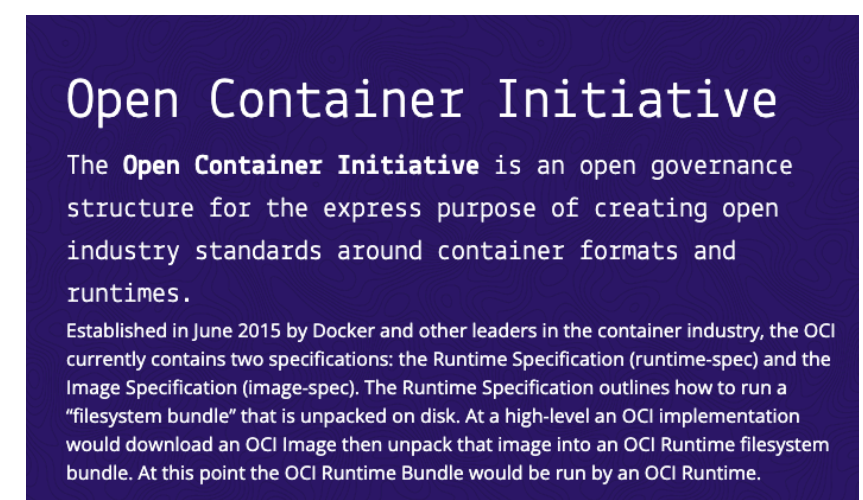 Open Container Initiative
The Open Container Initiative is an open governance
structure for the express purpose of creating open
industry standards around container formats and
runtimes.
Established in June 2015 by Docker and other leaders in the container industry, the OCI
currently contains two specifications: the Runtime Specification (runtime-spec) and the
Image Specification (image-spec). The Runtime Specification outlines how to run a
“filesystem bundle” that is unpacked on disk. At a high-level an OCI implementation
would download an OCI Image then unpack that image into an OCI Runtime filesystem
bundle. At this point the OCI Runtime Bundle would be run by an OCI Runtime.